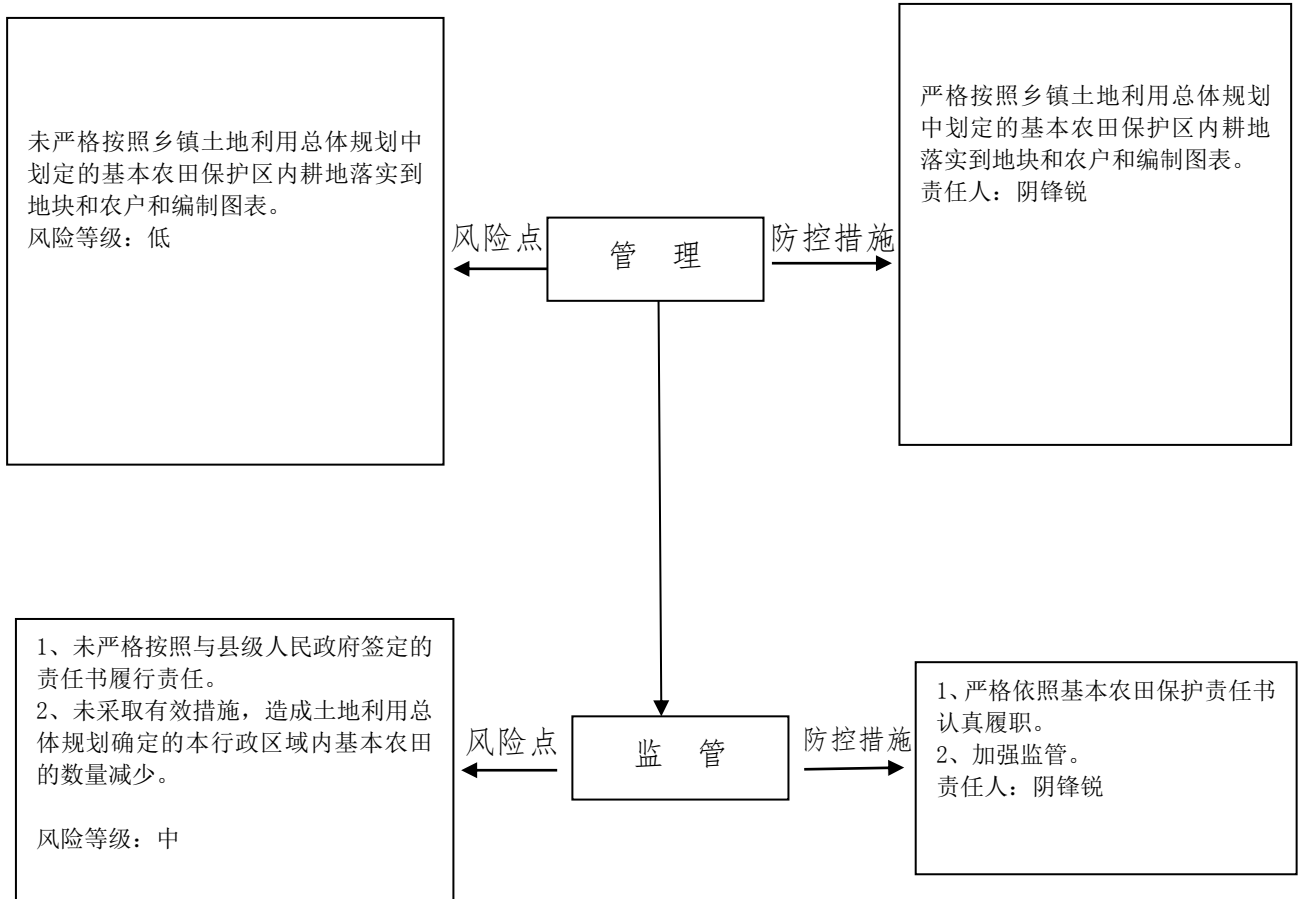 未严格按照乡镇土地利用总体规划中
划定的基本农田保护区内耕地落实到
地块和农户和编制图表。
风险等级：低
风险点
管 理
防控措施
严格按照乡镇土地利用总体规划
中划定的基本农田保护区内耕地
落实到地块和农户和编制图表。
责任人：阴锋锐
1、未严格按照与县级人民政府签定的
责任书履行责任。
2、未采取有效措施，造成土地利用总
体规划确定的本行政区域内基本农田
的数量减少。
风险等级：中
风险点
监 管
防控措施
1、严格依照基本农田保护责任书
认真履职。
2、加强监管。
责任人：阴锋锐